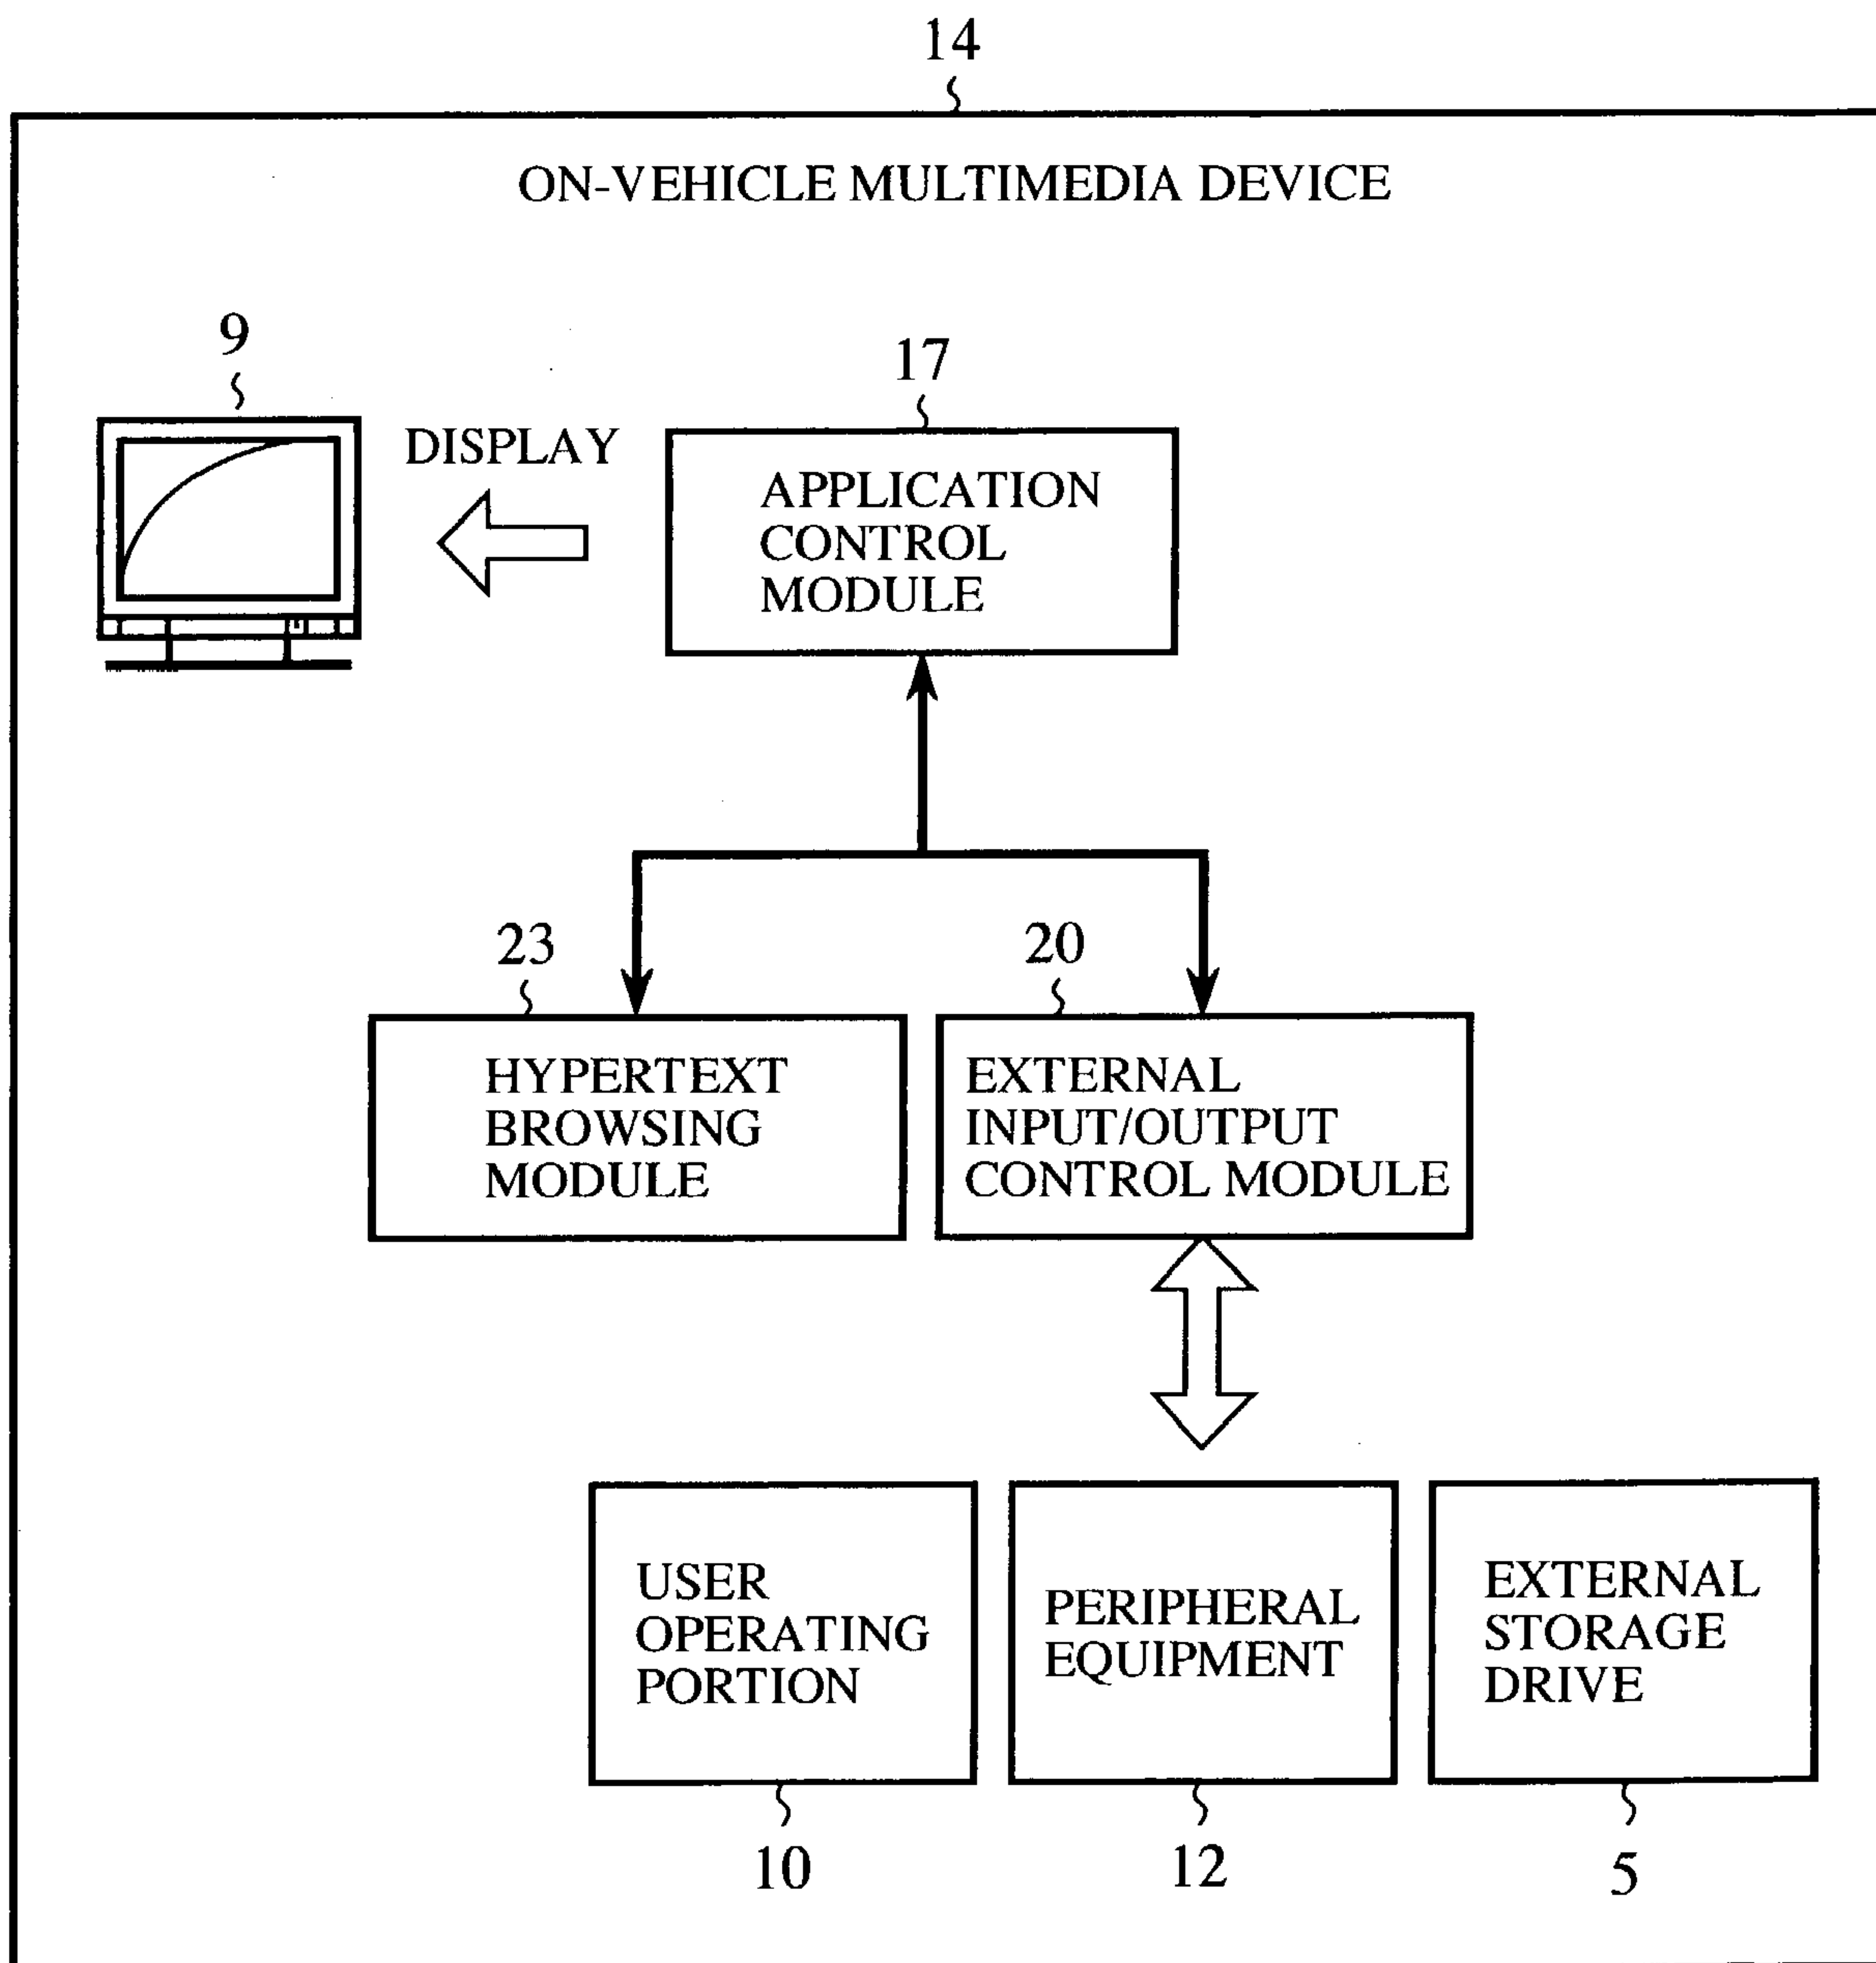 14
ON-VEHICLE MULTIMEDIA DEVICE
9
17
DISPLAY
APPLICATION
CONTROL
MODULE
23
20
HYPERTEXT
BROWSING
MODULE
EXTERNAL
INPUT/OUTPUT
CONTROL MODULE
USER
OPERATING
PORTION
PERIPHERAL
EQUIPMENT
EXTERNAL
STORAGE
DRIVE
10
12
5